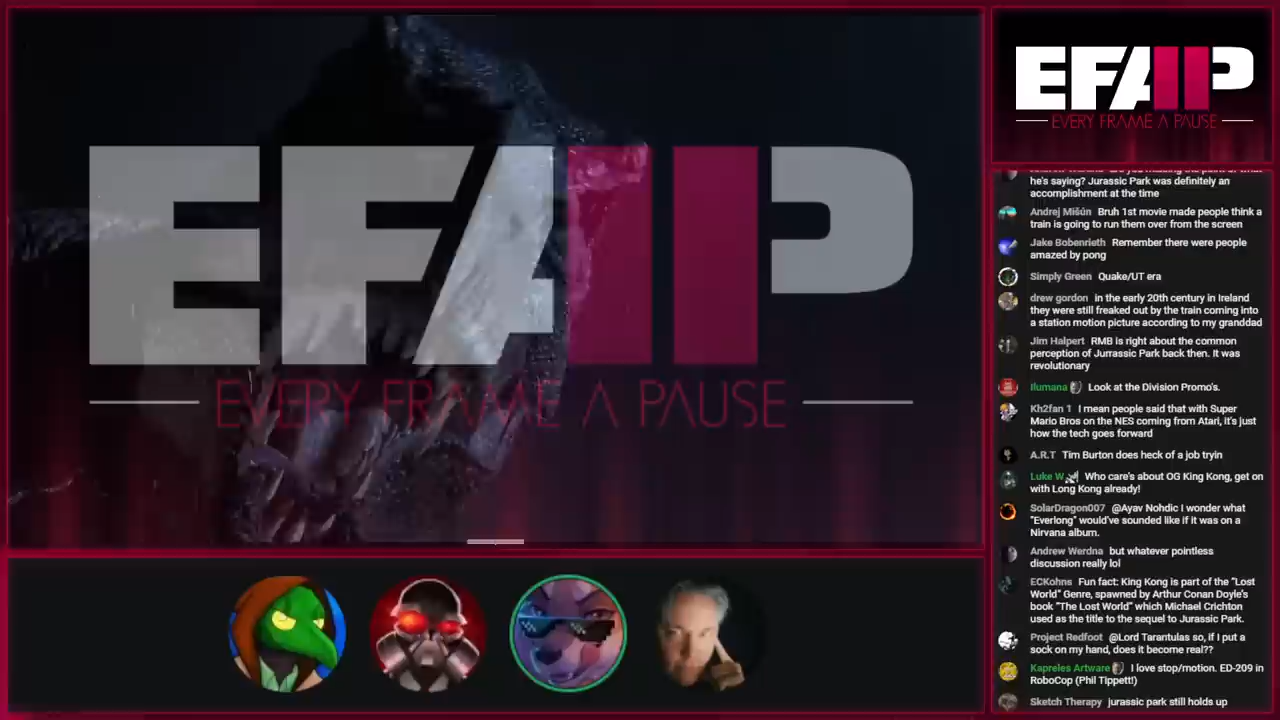 EFAP
EVERY FRAME A PAUSE
EFAP
EVERY FRAME A PAUSE
he's saying? Jurassic Park was definitely an
accomplishment at the time
Andrej Mišún Bruh 1st movie made people think a
train is going to run them over from the screen
Jake Bobenrieth Remember there were people
amazed by pong
Simply Green Quake/UT era
drew gordon in the early 20th century in Ireland
they were still freaked out by the train coming into
a station motion picture according to my granddad
Jim Halpert RMB is right about the common
perception of Jurrassic Park back then. It was
revolutionary
Ilumana Look at the Division Promo's.
Kh2fan 1 I mean people said that with Super
Mario Bros on the NES coming from Atari, it's just
how the tech goes forward
A.R.T Tim Burton does heck of a job tryin
Luke W Who care's about OG King Kong, get on
with Long Kong already!
SolarDragon007 @Ayav Nohdic I wonder what
"Everlong" would've sounded like if it was on a
Nirvana album.
Andrew Werdna but whatever pointless
discussion really lol
ECKohns Fun fact: King Kong is part of the "Lost
World" Genre, spawned by Arthur Conan Doyle's
book "The Lost World" which Michael Crichton
used as the title to the sequel to Jurassic Park.
Project Redfoot @Lord Tarantulas so, if I put a
sock on my hand, does it become real??
Kapreles Artware I love stop/motion. ED-209 in
RoboCop (Phil Tippett!)
Sketch Therapy jurassic park still holds up